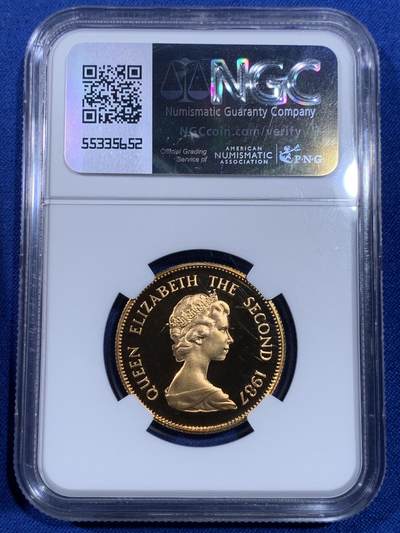 NGC
Numismatic Guaranty Company
NGCcoin.com/verify
55335652
Official Grading
Service of
AMERICAN
NUMISMATIC
ASSOCIATION
P·N·G
QUEEN ELIZABETH THE SECOND 1987